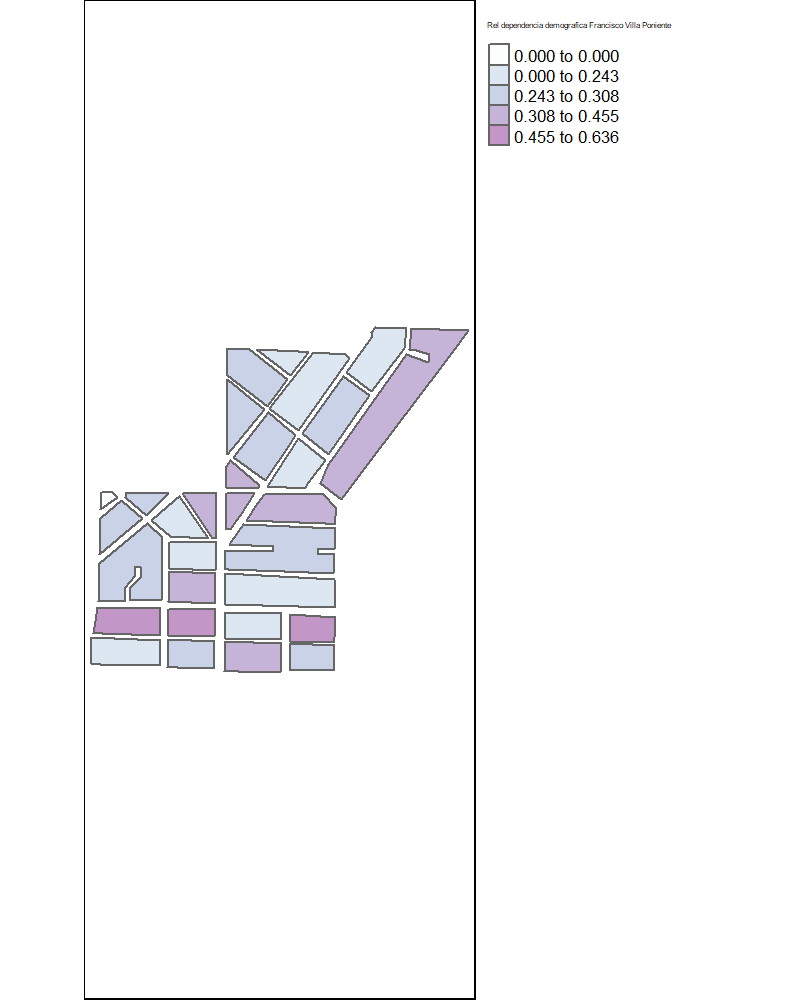 Rel dependencia demografica Francisco Villa Poniente
0.000 to 0.000
0.000 to 0.243
0.243 to 0.308
0.308 to 0.455
0.455 to 0.636